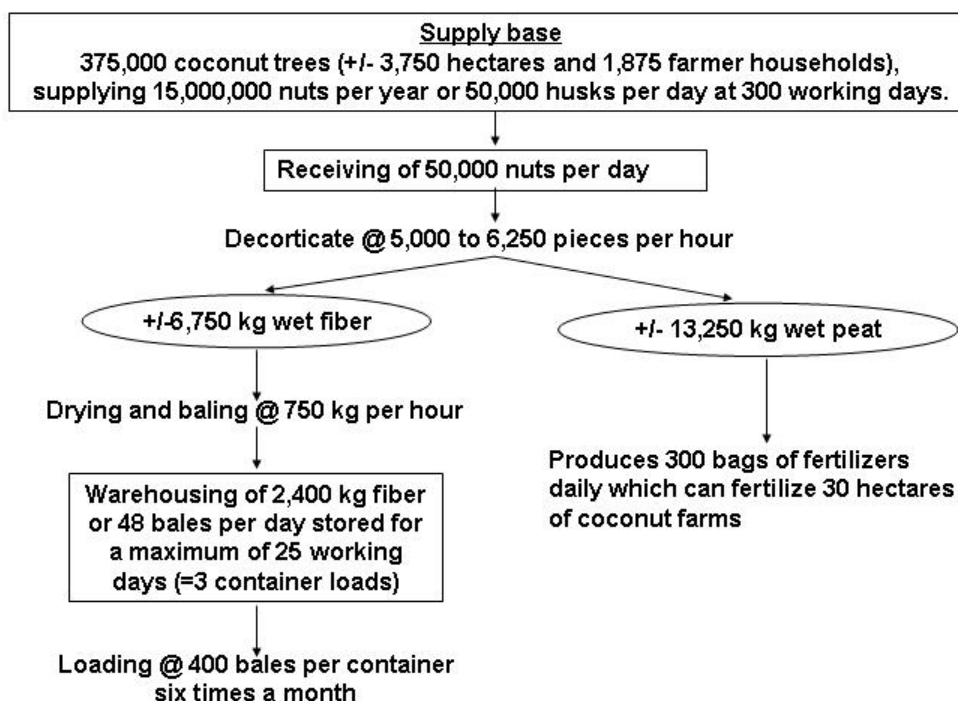 Supply base
375,000 coconut trees (+/- 3,750 hectares and 1,875 farmer households),
supplying 15,000,000 nuts per year or 50,000 husks per day at 300 working days.
Receiving of 50,000 nuts per day
Decorticate @ 5,000 to 6,250 pieces per hour
+/-6,750 kg wet fiber
+/- 13,250 kg wet peat
Drying and baling @ 750 kg per hour
Warehousing of 2,400 kg fiber
or 48 bales per day stored for
a maximum of 25 working
days (=3 container loads)
Produces 300 bags of fertilizers
daily which can fertilize 30 hectares
of coconut farms
Loading @ 400 bales per container
six times a month